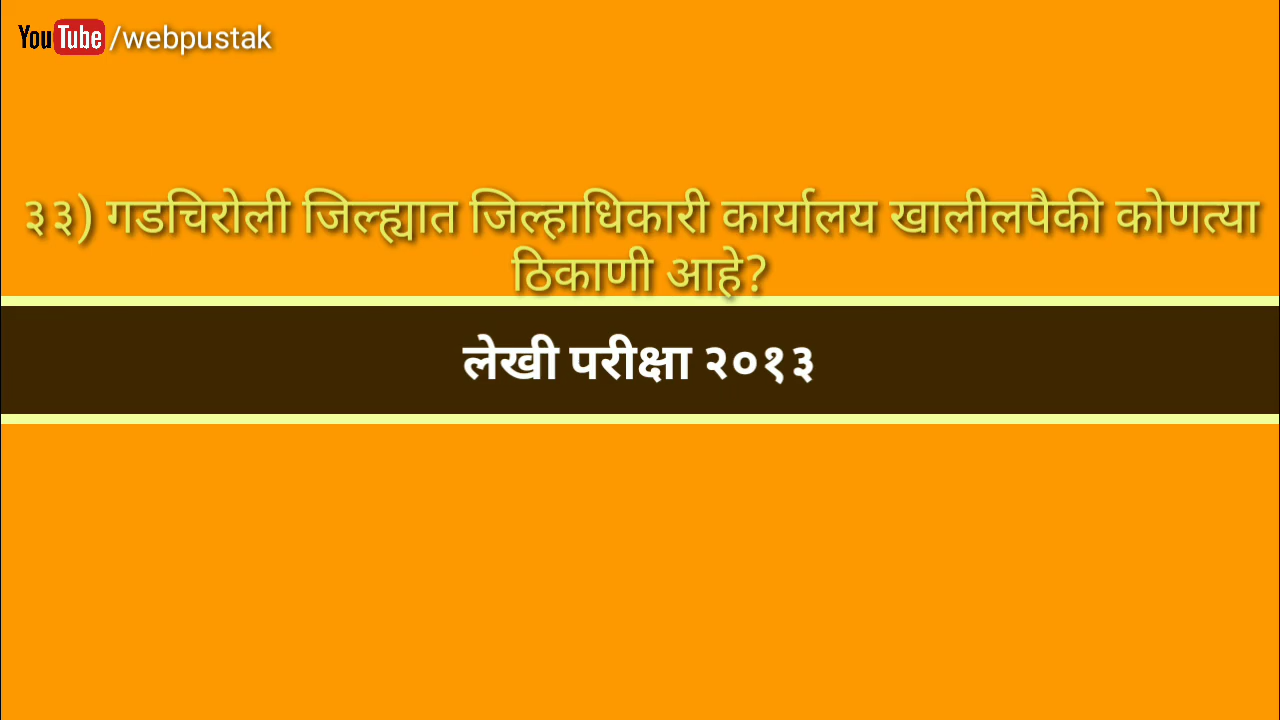 YouTube /webpustak
३३) गडचिरोली जिल्ह्यात जिल्हाधिकारी कार्यालय खालीलपैकी कोणत्या
ठिकाणी आहे?
लेखी परीक्षा २०१३